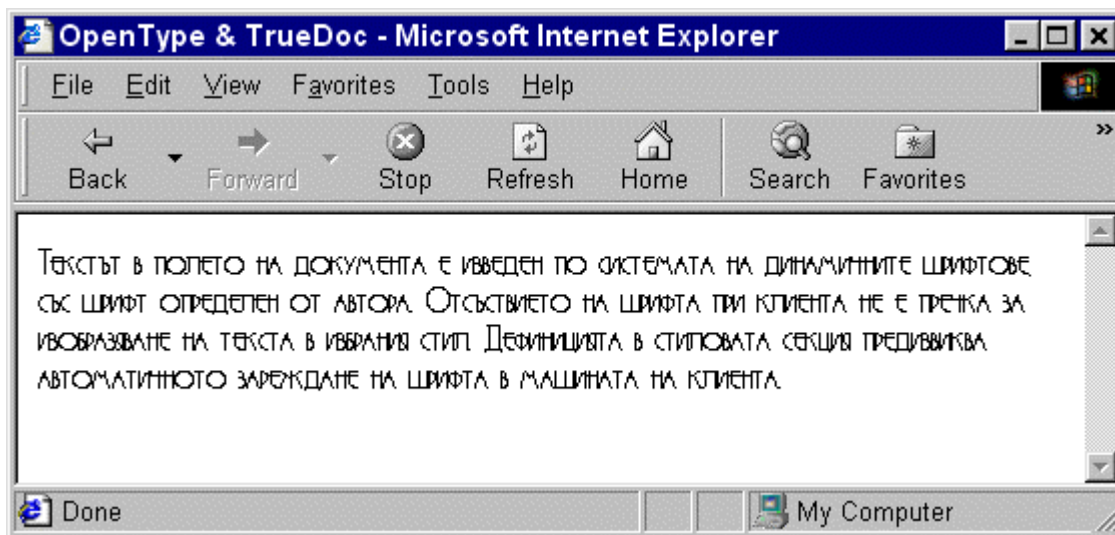 OpenType & TrueDoc - Microsoft Internet Explorer
File Edit View Favorites Tools Help
Back Forward Stop Refresh Home Search Favorites »
Текстът в полето на документа е изведен по системата на динамичните шрифтове
със шрифт определен от автора. Отсъствието на шрифта при клиента не е пречка за
изобразяване на текста в избрания стил. Дефиницията в стиловата секция предизвиква
автоматичното зареждане на шрифта в машината на клиента.
Done My Computer